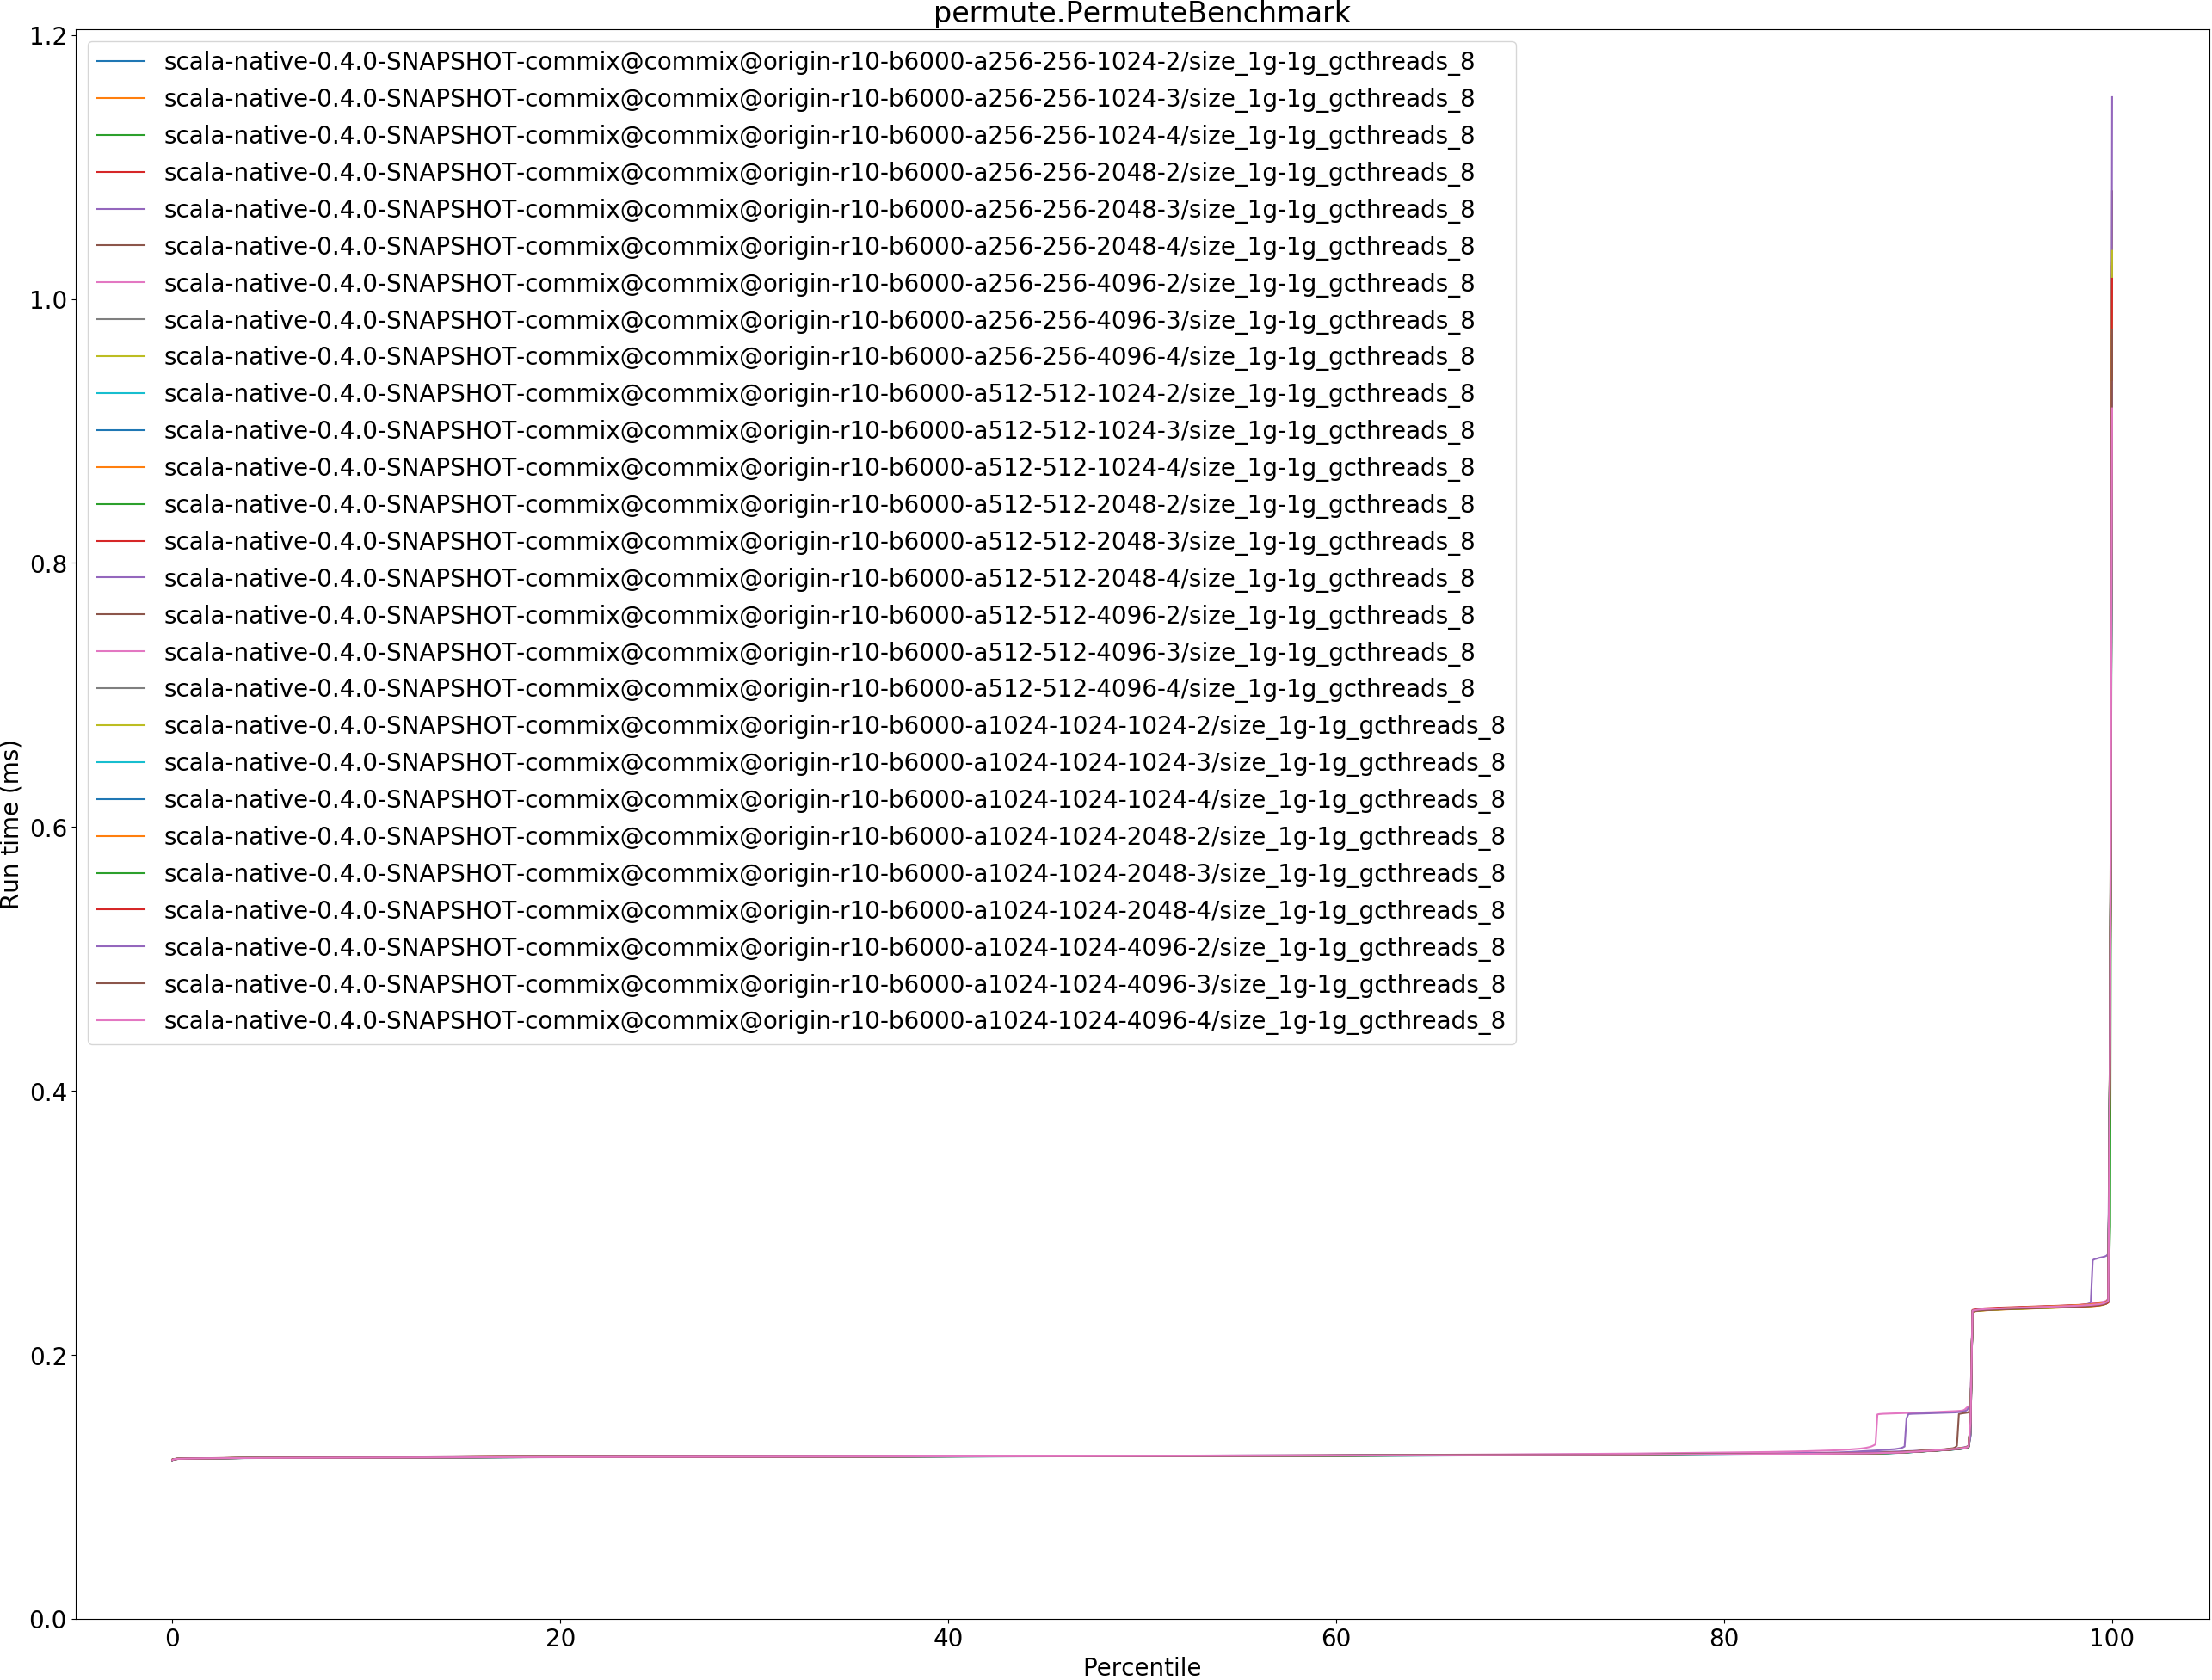 permute.PermuteBenchmark
1.2
1.0
0.8
0.6
0.4
0.2
0.0
Run time (ms)
scala-native-0.4.0-SNAPSHOT-commix@commix@origin-r10-b6000-a256-256-1024-2/size_1g-1g_gcthreads_8
scala-native-0.4.0-SNAPSHOT-commix@commix@origin-r10-b6000-a256-256-1024-3/size_1g-1g_gcthreads_8
scala-native-0.4.0-SNAPSHOT-commix@commix@origin-r10-b6000-a256-256-1024-4/size_1g-1g_gcthreads_8
scala-native-0.4.0-SNAPSHOT-commix@commix@origin-r10-b6000-a256-256-2048-2/size_1g-1g_gcthreads_8
scala-native-0.4.0-SNAPSHOT-commix@commix@origin-r10-b6000-a256-256-2048-3/size_1g-1g_gcthreads_8
scala-native-0.4.0-SNAPSHOT-commix@commix@origin-r10-b6000-a256-256-2048-4/size_1g-1g_gcthreads_8
scala-native-0.4.0-SNAPSHOT-commix@commix@origin-r10-b6000-a256-256-4096-2/size_1g-1g_gcthreads_8
scala-native-0.4.0-SNAPSHOT-commix@commix@origin-r10-b6000-a256-256-4096-3/size_1g-1g_gcthreads_8
scala-native-0.4.0-SNAPSHOT-commix@commix@origin-r10-b6000-a256-256-4096-4/size_1g-1g_gcthreads_8
scala-native-0.4.0-SNAPSHOT-commix@commix@origin-r10-b6000-a512-512-1024-2/size_1g-1g_gcthreads_8
scala-native-0.4.0-SNAPSHOT-commix@commix@origin-r10-b6000-a512-512-1024-3/size_1g-1g_gcthreads_8
scala-native-0.4.0-SNAPSHOT-commix@commix@origin-r10-b6000-a512-512-1024-4/size_1g-1g_gcthreads_8
scala-native-0.4.0-SNAPSHOT-commix@commix@origin-r10-b6000-a512-512-2048-2/size_1g-1g_gcthreads_8
scala-native-0.4.0-SNAPSHOT-commix@commix@origin-r10-b6000-a512-512-2048-3/size_1g-1g_gcthreads_8
scala-native-0.4.0-SNAPSHOT-commix@commix@origin-r10-b6000-a512-512-2048-4/size_1g-1g_gcthreads_8
scala-native-0.4.0-SNAPSHOT-commix@commix@origin-r10-b6000-a512-512-4096-2/size_1g-1g_gcthreads_8
scala-native-0.4.0-SNAPSHOT-commix@commix@origin-r10-b6000-a512-512-4096-3/size_1g-1g_gcthreads_8
scala-native-0.4.0-SNAPSHOT-commix@commix@origin-r10-b6000-a512-512-4096-4/size_1g-1g_gcthreads_8
scala-native-0.4.0-SNAPSHOT-commix@commix@origin-r10-b6000-a1024-1024-1024-2/size_1g-1g_gcthreads_8
scala-native-0.4.0-SNAPSHOT-commix@commix@origin-r10-b6000-a1024-1024-1024-3/size_1g-1g_gcthreads_8
scala-native-0.4.0-SNAPSHOT-commix@commix@origin-r10-b6000-a1024-1024-1024-4/size_1g-1g_gcthreads_8
scala-native-0.4.0-SNAPSHOT-commix@commix@origin-r10-b6000-a1024-1024-2048-2/size_1g-1g_gcthreads_8
scala-native-0.4.0-SNAPSHOT-commix@commix@origin-r10-b6000-a1024-1024-2048-3/size_1g-1g_gcthreads_8
scala-native-0.4.0-SNAPSHOT-commix@commix@origin-r10-b6000-a1024-1024-2048-4/size_1g-1g_gcthreads_8
scala-native-0.4.0-SNAPSHOT-commix@commix@origin-r10-b6000-a1024-1024-4096-2/size_1g-1g_gcthreads_8
scala-native-0.4.0-SNAPSHOT-commix@commix@origin-r10-b6000-a1024-1024-4096-3/size_1g-1g_gcthreads_8
scala-native-0.4.0-SNAPSHOT-commix@commix@origin-r10-b6000-a1024-1024-4096-4/size_1g-1g_gcthreads_8
0 20 40 60 80 100
Percentile